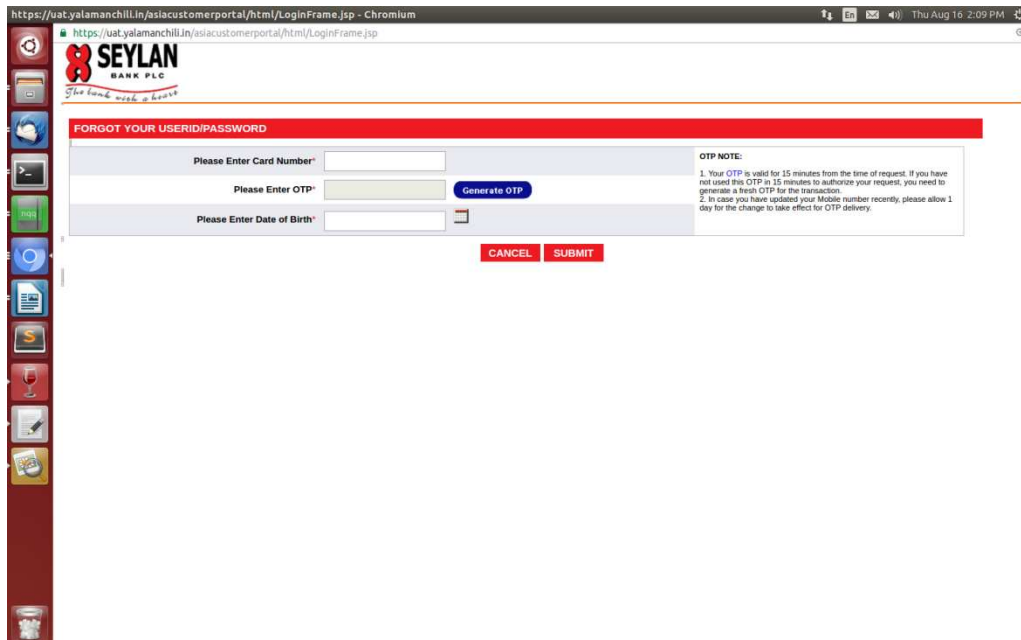 https://uat.yalamanchili.in/asiacustomerportal/html/LoginFrame.jsp - Chromium
En
Thu Aug 16 2:09 PM
https://uat.yalamanchili.in/asiacustomerportal/html/LoginFrame.jsp
SEYLAN
BANK PLC
The bank with a heart
FORGOT YOUR USERID/PASSWORD
Please Enter Card Number*
Please Enter OTP*
Generate OTP
Please Enter Date of Birth*
OTP NOTE:
1. Your OTP is valid for 15 minutes from the time of request. If you have
not used this OTP in 15 minutes to authorize your request, you need to
generate a fresh OTP for the transaction.
2. In case you have updated your Mobile number recently, please allow 1
day for the change to take effect for OTP delivery.
CANCEL
SUBMIT